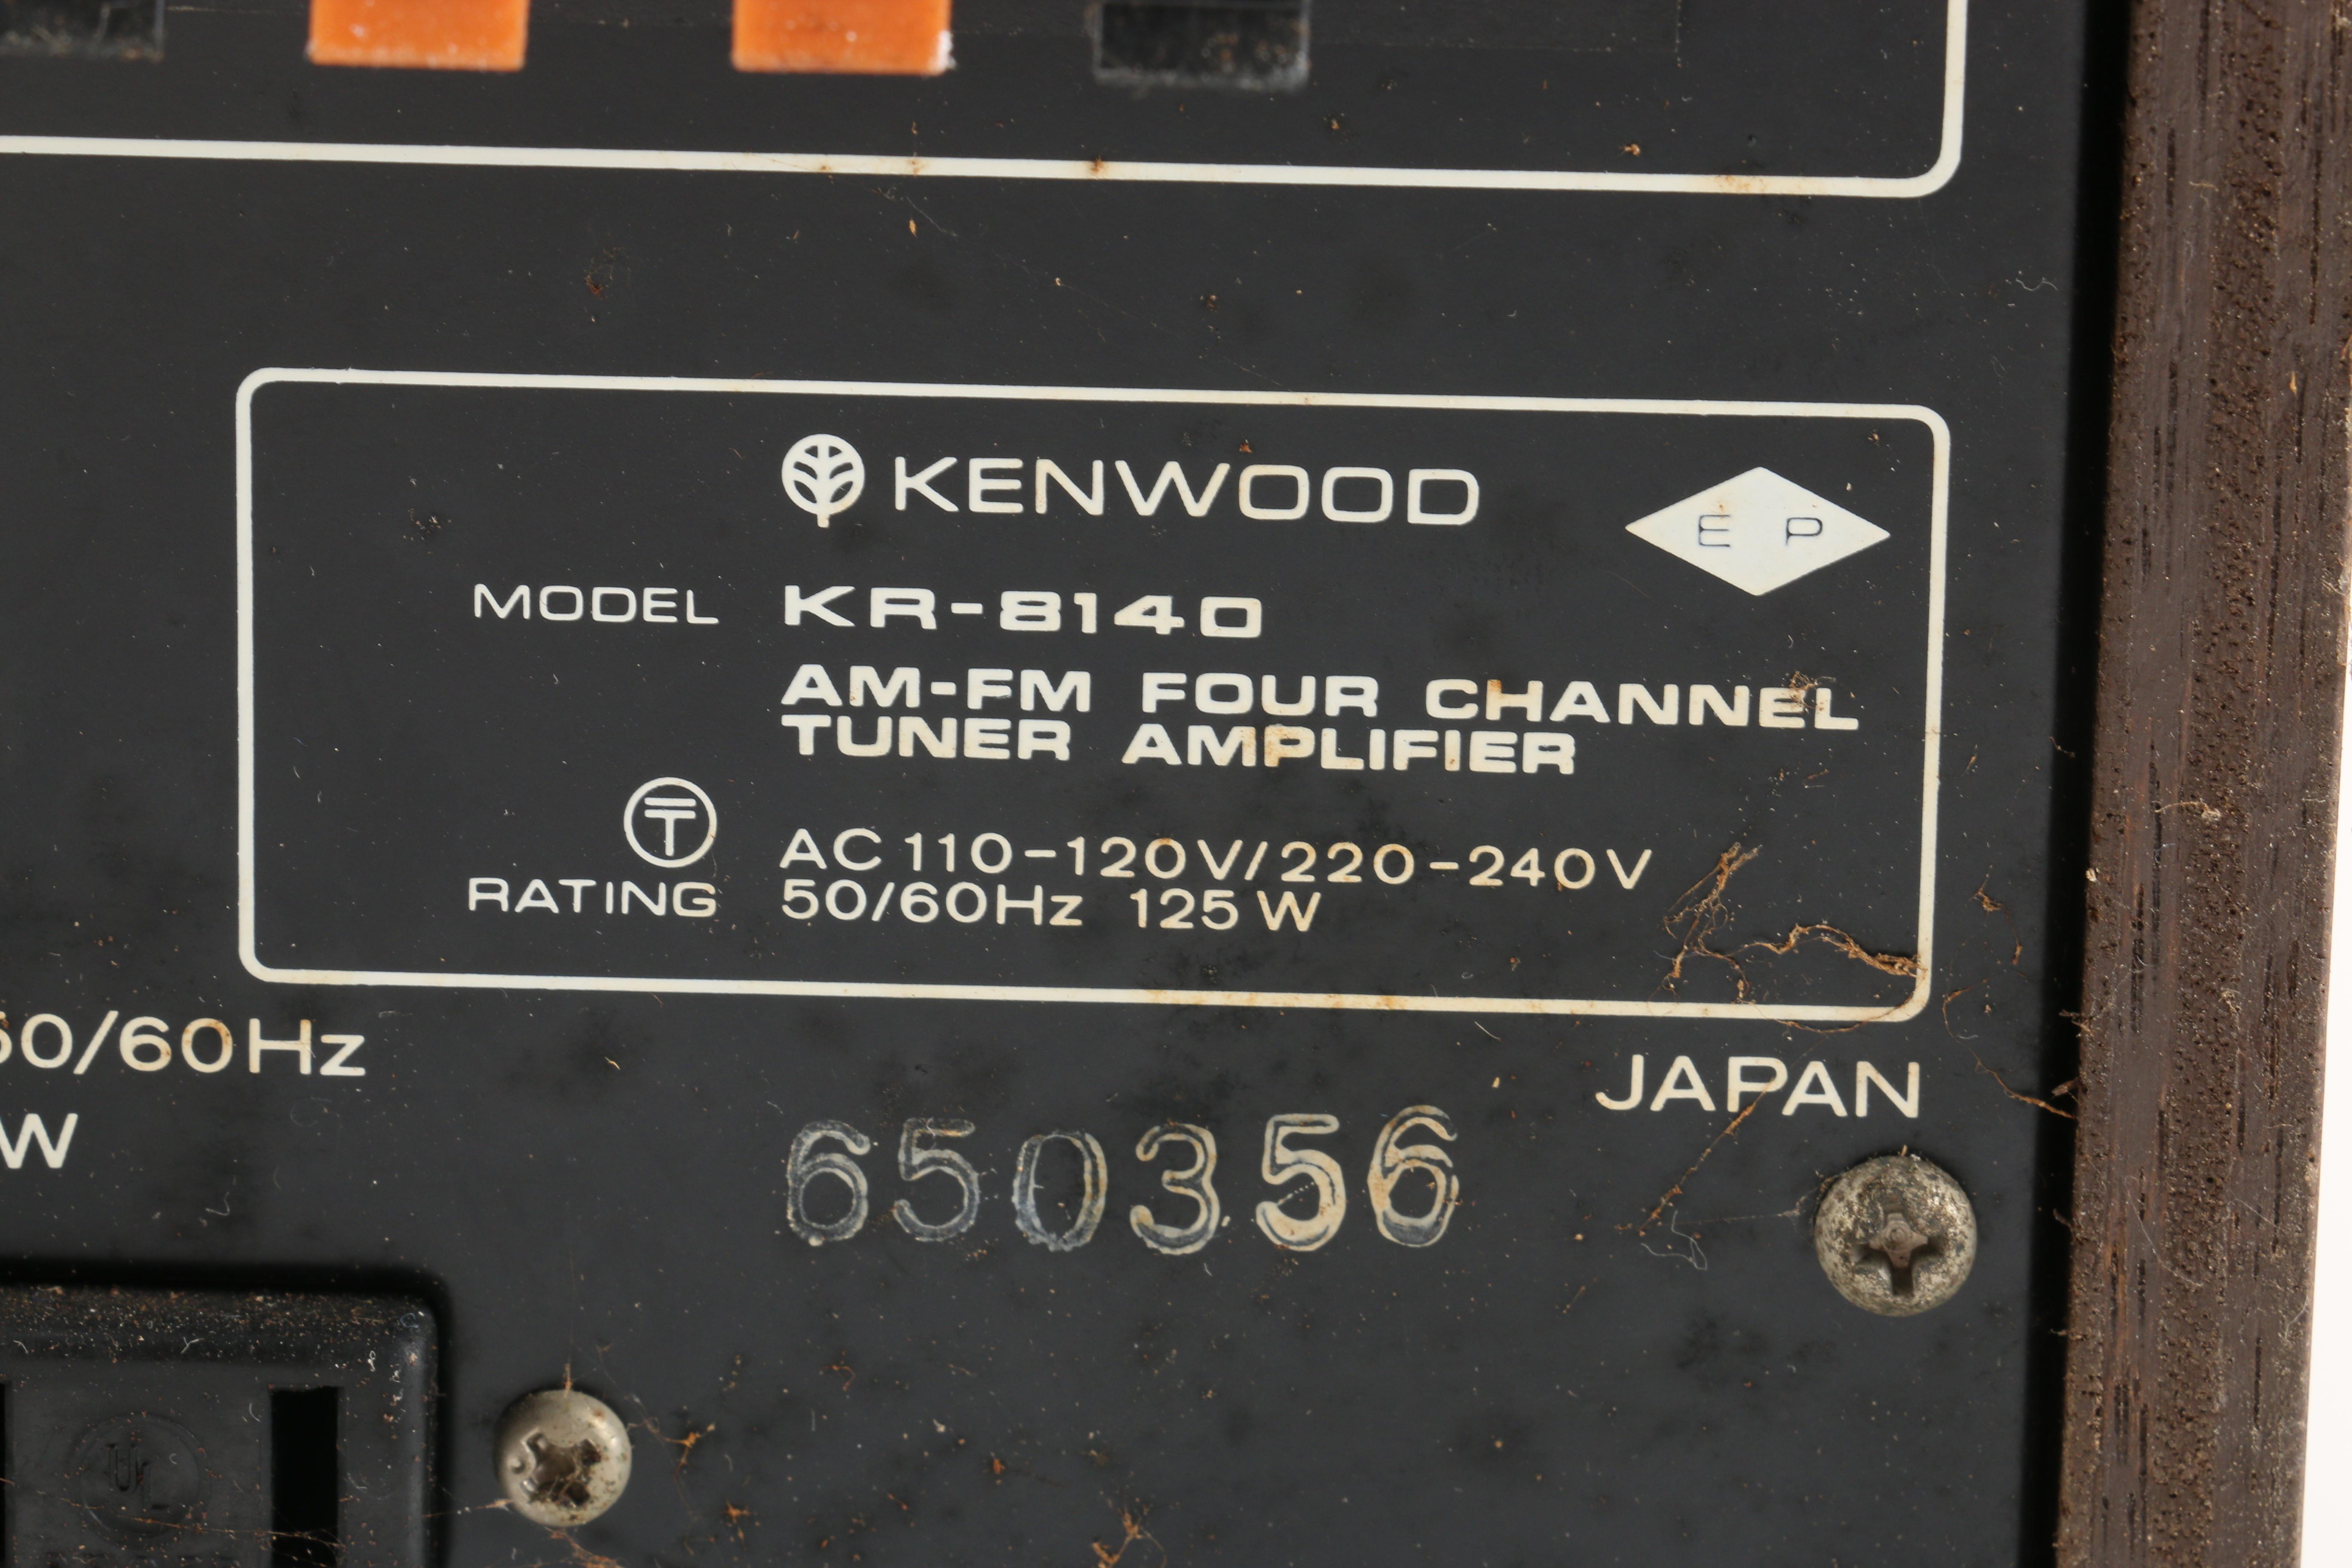 KENWOOD
E P
MODEL KR-8140
AM-FM FOUR CHANNEL
TUNER AMPLIFIER
RATING AC 110-120V/220-240V
50/60Hz 125W
50/60Hz
W
JAPAN
650356